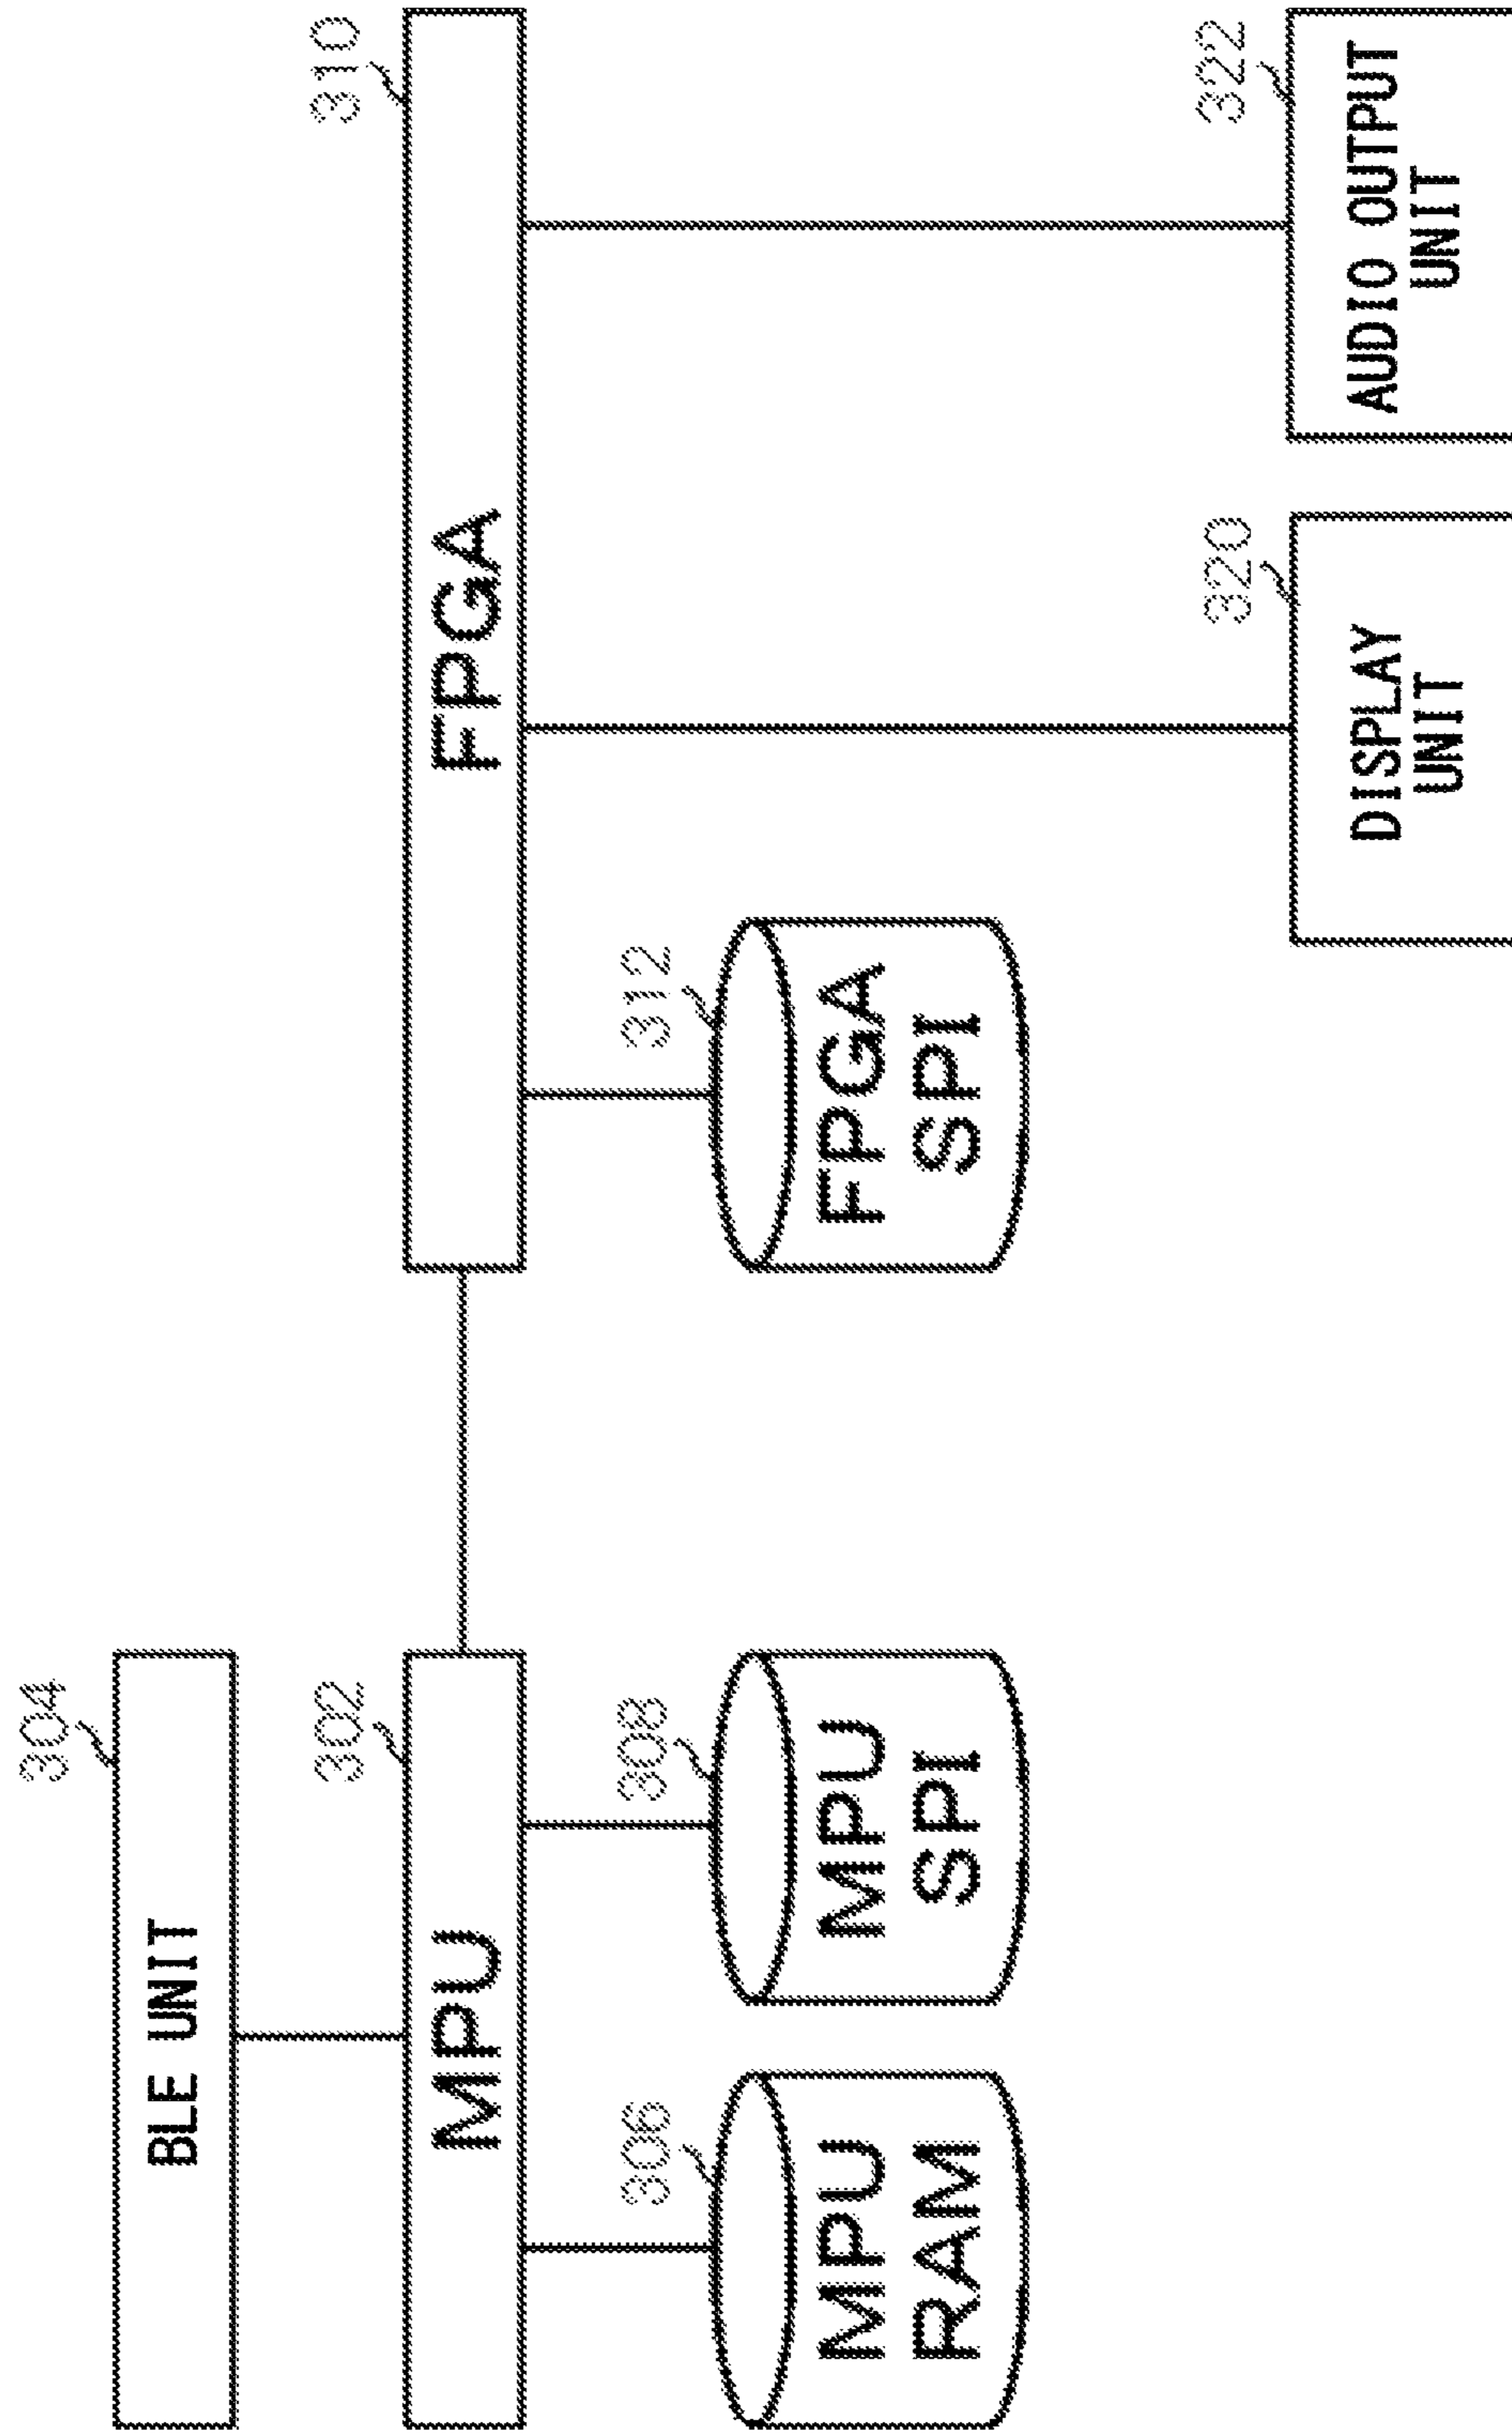 304
BLE UNIT
302
MPU
310
FPGA
306
MPU
RAM
308
MPU
SPI
312
FPGA
SPI
320
DISPLAY
UNIT
322
AUDIO OUTPUT
UNIT